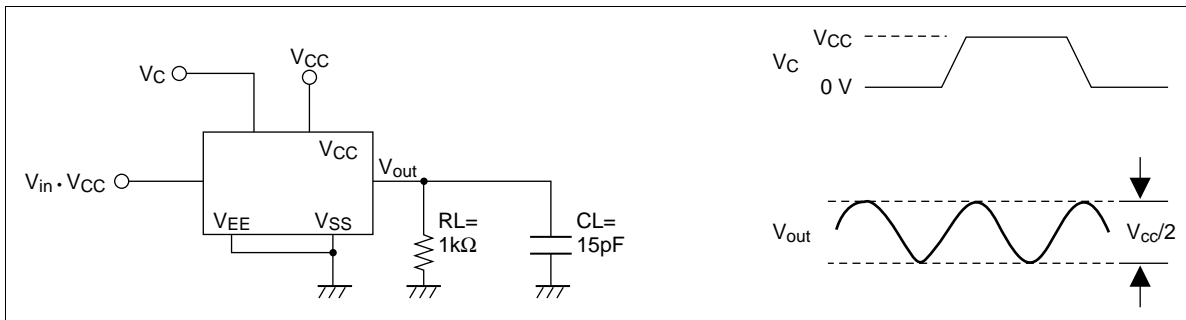 VC
VCC
VCC
Vin · VCC
Vout
VEE
VSS
RL=
1kΩ
CL=
15pF
VCC
VC
0 V
Vout
Vcc/2